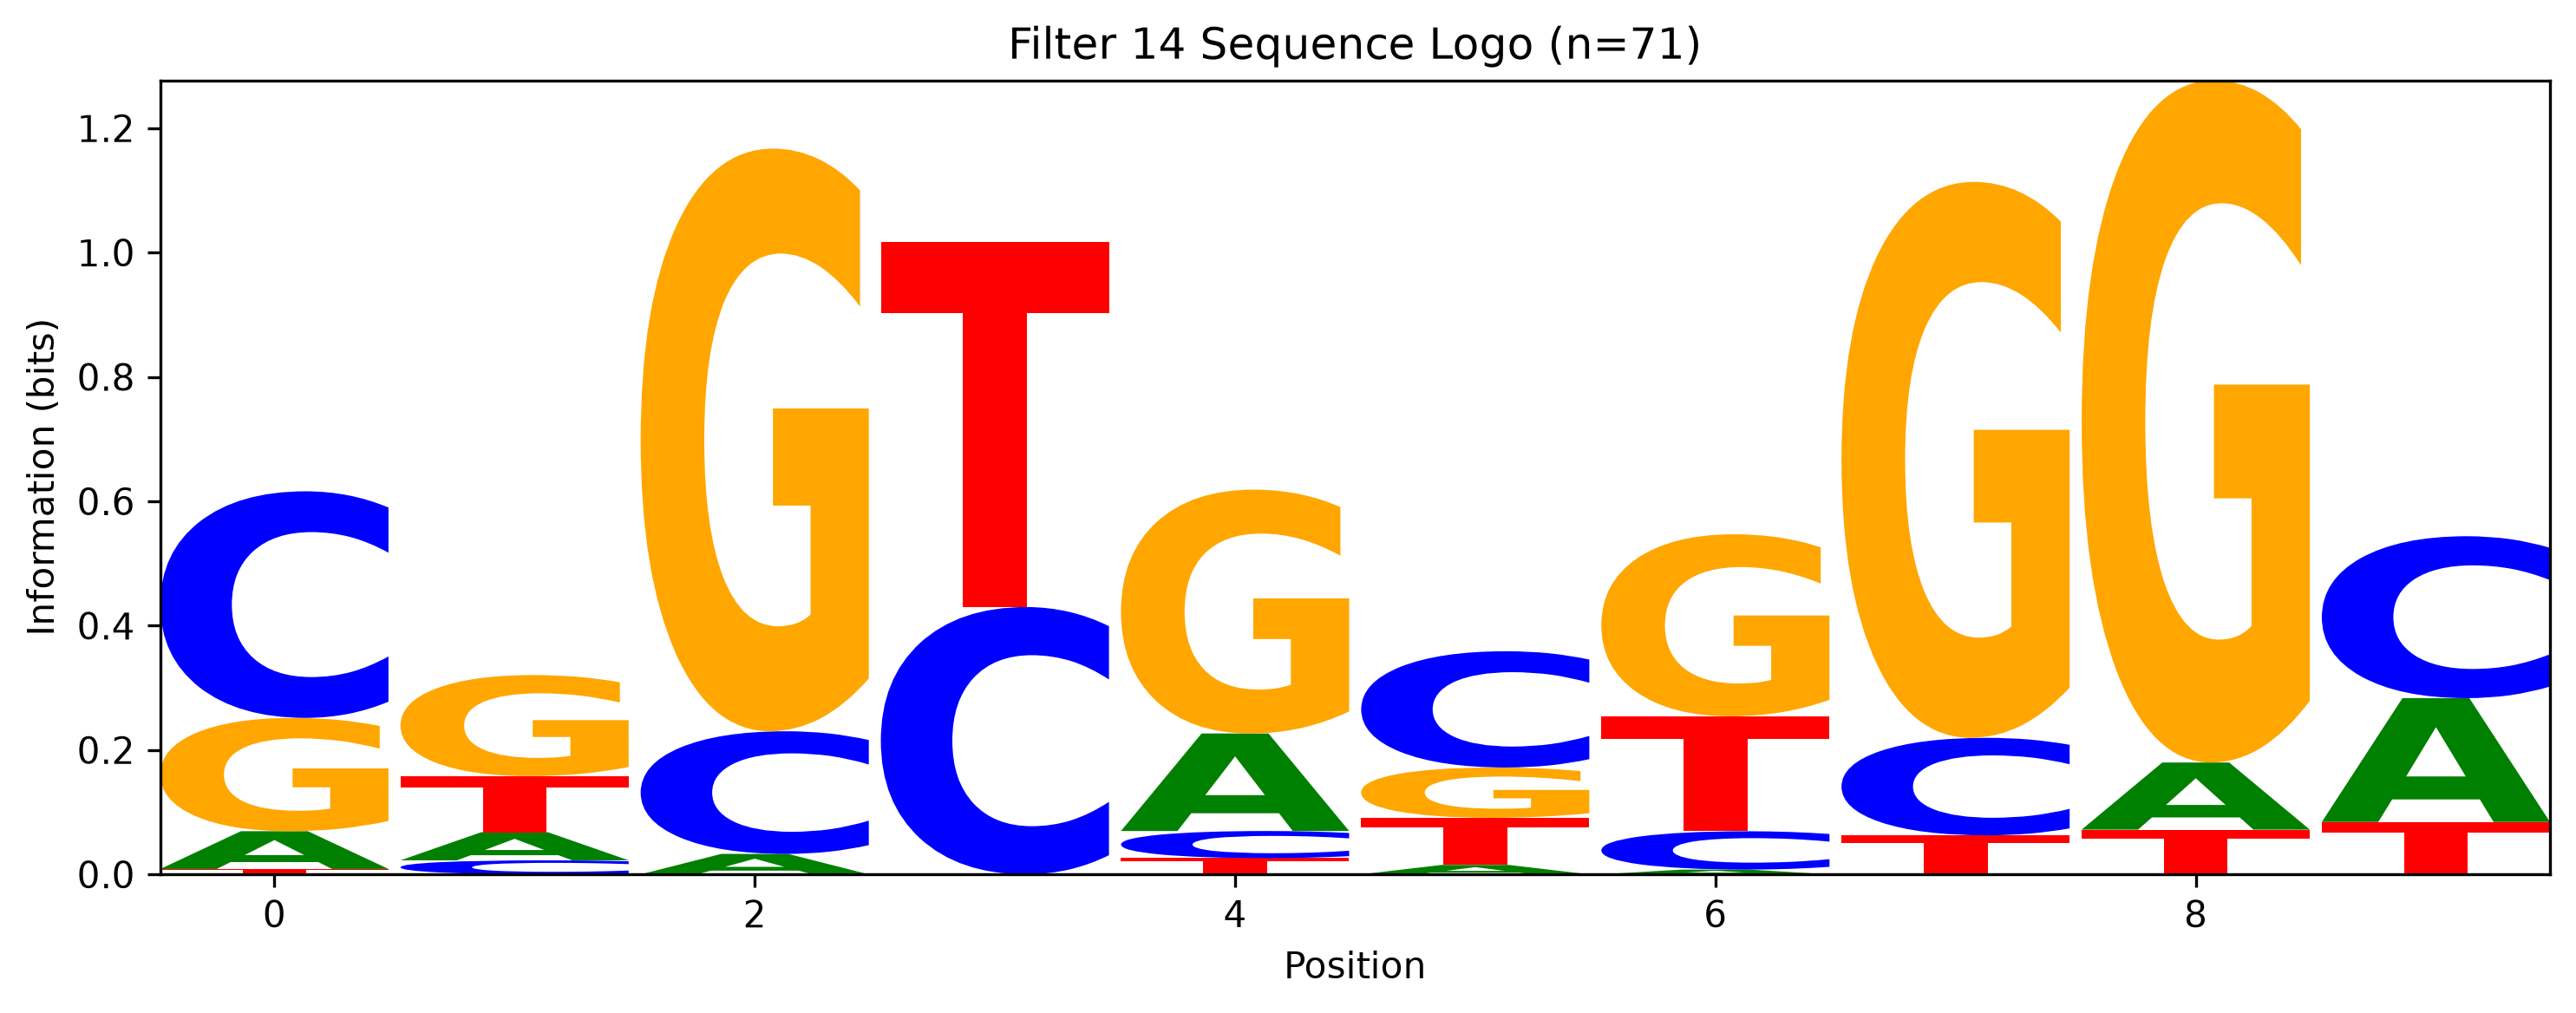 Filter 14 Sequence Logo (n=71)
Information (bits)
1.2
1.0
0.8
0.6
0.4
0.2
0.0
C G A T
G T A C
G C A
T C
G A C T
C G T A
G T C A
G C T
G A T
C A T
0 2 4 6 8
Position